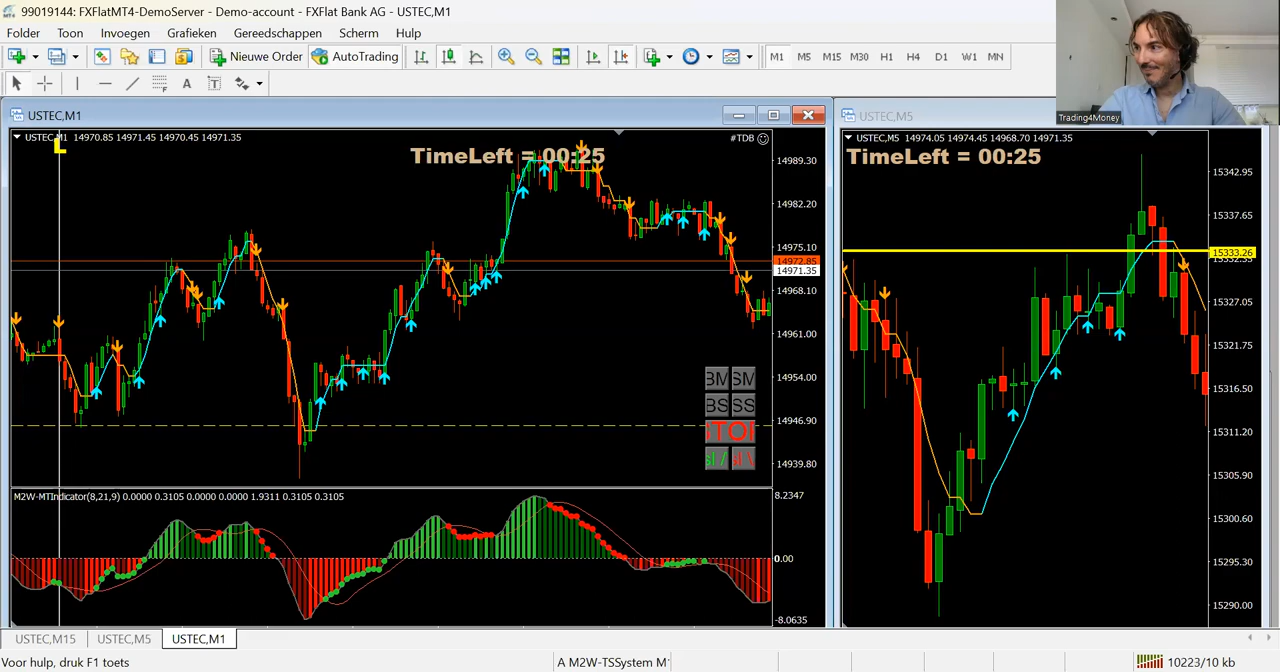 99019144: FXFlatMT4-DemoServer - Demo-account - FXFlat Bank AG - USTEC,M1
Folder Toon Invoegen Grafieken Gereedschappen Scherm Hulp
Nieuwe Order AutoTrading M1 M5 M15 M30 H1 H4 D1 W1 MN
A T
Trading4Money
USTEC,M1
USTEC,M1 14970.85 14971.45 14970.45 14971.35
#TDB
L
TimeLeft = 00:25
14989.30
14982.20
14975.10
14972.85
14971.35
14968.10
14961.00
14954.00
14946.90
14939.80
BM SM
BS SS
STOP
sl / sl \
M2W-MTIndicator(8,21,9) 0.0000 0.3105 0.0000 0.0000 1.9311 0.3105 0.3105
8.2347
0.00
-8.0635
USTEC,M5
USTEC,M5 14974.05 14974.45 14968.70 14971.35
TimeLeft = 00:25
15342.95
15337.65
15333.26
15327.05
15321.75
15316.50
15311.20
15305.90
15300.60
15295.30
15290.00
USTEC,M15 USTEC,M5 USTEC,M1
Voor hulp, druk F1 toets
A M2W-TSSystem M
10223/10 kb